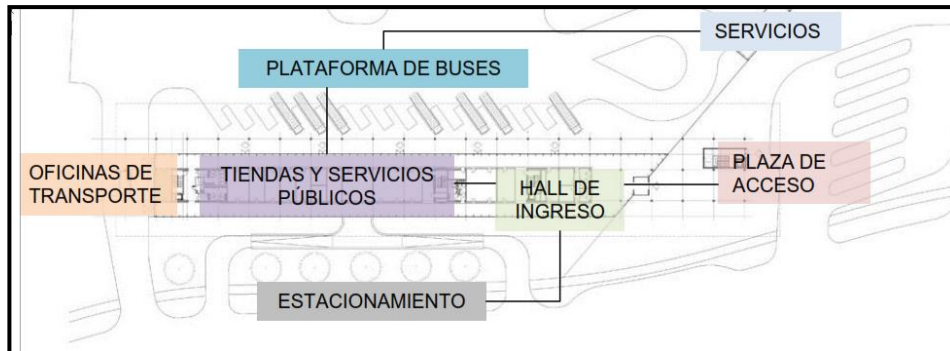 SERVICIOS
PLATAFORMA DE BUSES
OFICINAS DE
TRANSPORTE
TIENDAS Y SERVICIOS
PÚBLICOS
HALL DE
INGRESO
PLAZA DE
ACCESO
ESTACIONAMIENTO